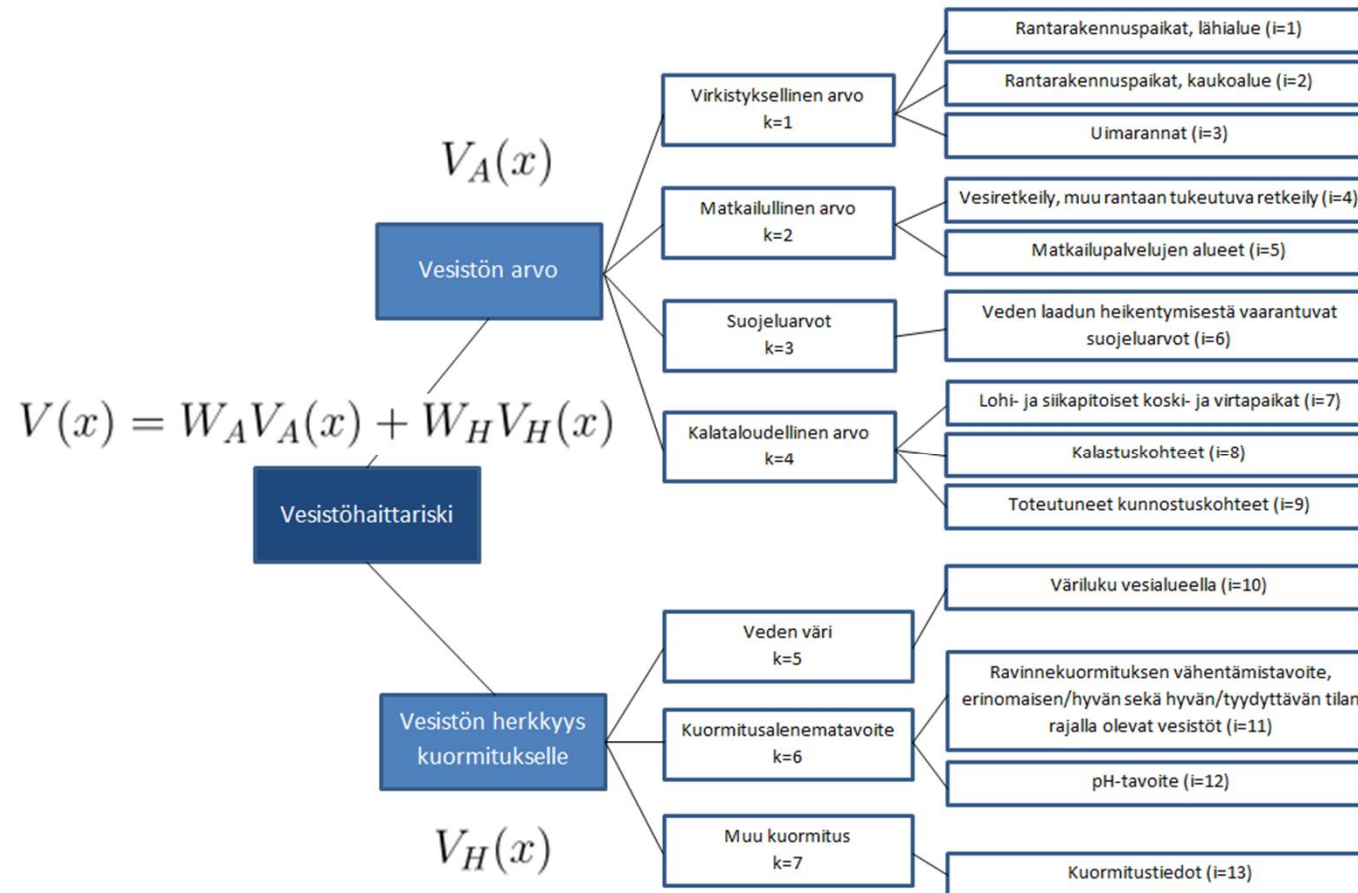 Rantarakennuspaikat, lähialue (i=1)
Virkistyksellinen arvo
k=1
Rantarakennuspaikat, kaukoalue (i=2)
Uimarannat (i=3)
V_A(x)
Matkailullinen arvo
k=2
Vesiretkeily, muu rantaan tukeutuva retkeily (i=4)
Matkailupalvelujen alueet (i=5)
Vesistön arvo
Suojeluarvot
k=3
Veden laadun heikentymisestä vaarantuvat
suojeluarvot (i=6)
V(x) = W_A V_A(x) + W_H V_H(x)
Kalataloudellinen arvo
k=4
Lohi- ja siikapitoiset koski- ja virtapaikat (i=7)
Kalastuskohteet (i=8)
Toteutuneet kunnostuskohteet (i=9)
Vesistöhaittariski
Veden väri
k=5
Väriluku vesialueella (i=10)
Vesistön herkkyys
kuormitukselle
Kuormitusalenematavoite
k=6
Ravinnekuormituksen vähentämistavoite,
erinomaisen/hyvän sekä hyvän/tyydyttävän tilan
rajalla olevat vesistöt (i=11)
pH-tavoite (i=12)
V_H(x)
Muu kuormitus
k=7
Kuormitustiedot (i=13)